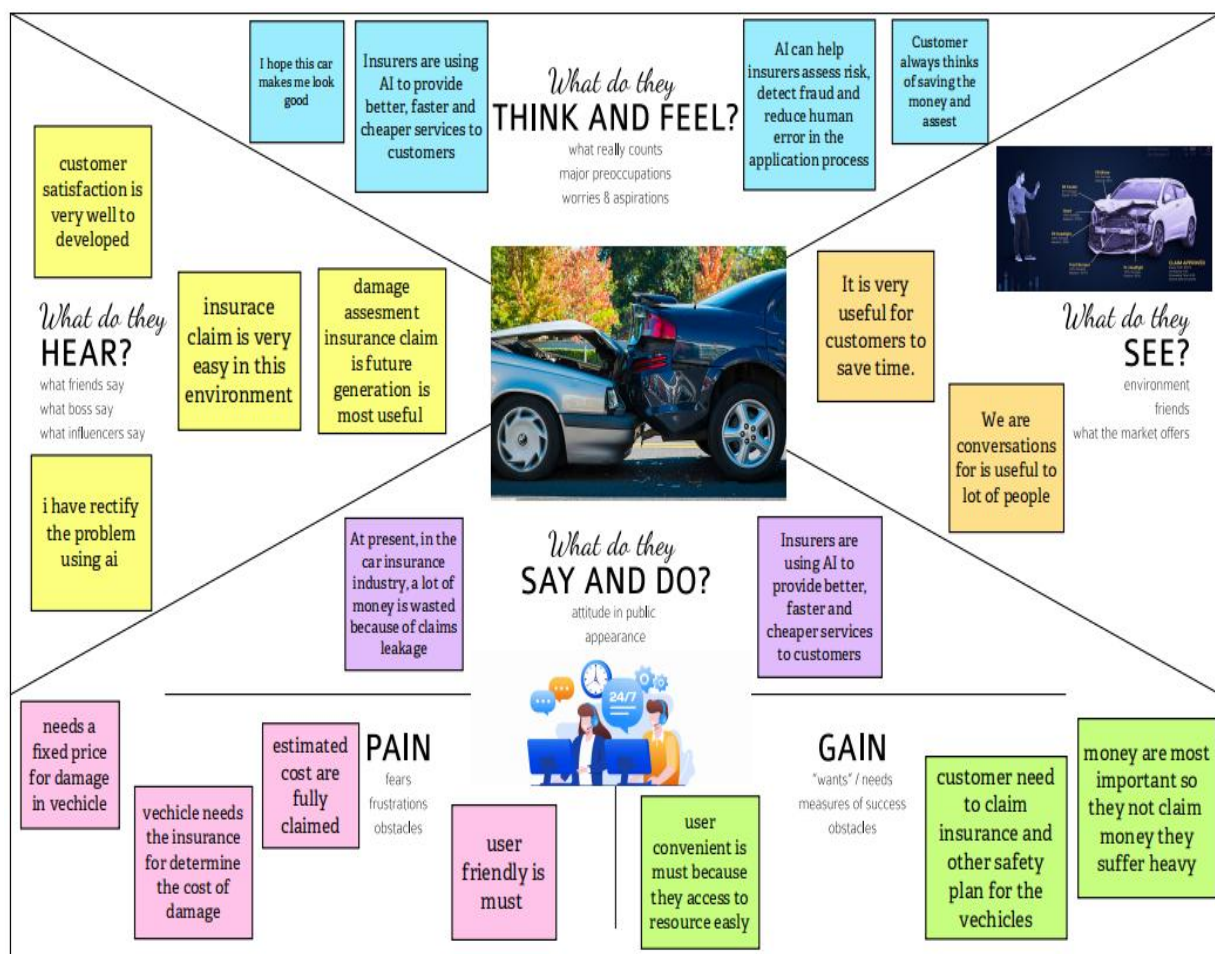 I hope this car
makes me look
good
Insurers are using
AI to provide
better, faster and
cheaper services to
customers
What do they
THINK AND FEEL?
what really counts
major preoccupations
worries & aspirations
AI can help
insurers assess risk,
detect fraud and
reduce human
error in the
application process
Customer
always thinks
of saving the
money and
assest
customer
satisfaction is
very well to
developed
What do they
HEAR?
what friends say
what boss say
what influencers say
insurace
claim is very
easy in this
environment
damage
assesment
insurance claim
is future
generation is
most useful
i have rectify
the problem
using ai
It is very
useful for
customers to
save time.
What do they
SEE?
environment
friends
what the market offers
We are
conversations
for is useful to
lot of people
At present, in the
car insurance
industry, a lot of
money is wasted
because of claims
leakage
What do they
SAY AND DO?
attitude in public
appearance
Insurers are
using AI to
provide better,
faster and
cheaper services
to customers
24/7
needs a
fixed price
for damage
in vechicle
vechicle needs
the insurance
for determine
the cost of
damage
estimated
cost are
fully
claimed
PAIN
fears
frustrations
obstacles
user
friendly is
must
GAIN
"wants" / needs
measures of success
obstacles
user
convenient is
must because
they access to
resource easly
customer need
to claim
insurance and
other safety
plan for the
vechicles
money are most
important so
they not claim
money they
suffer heavy